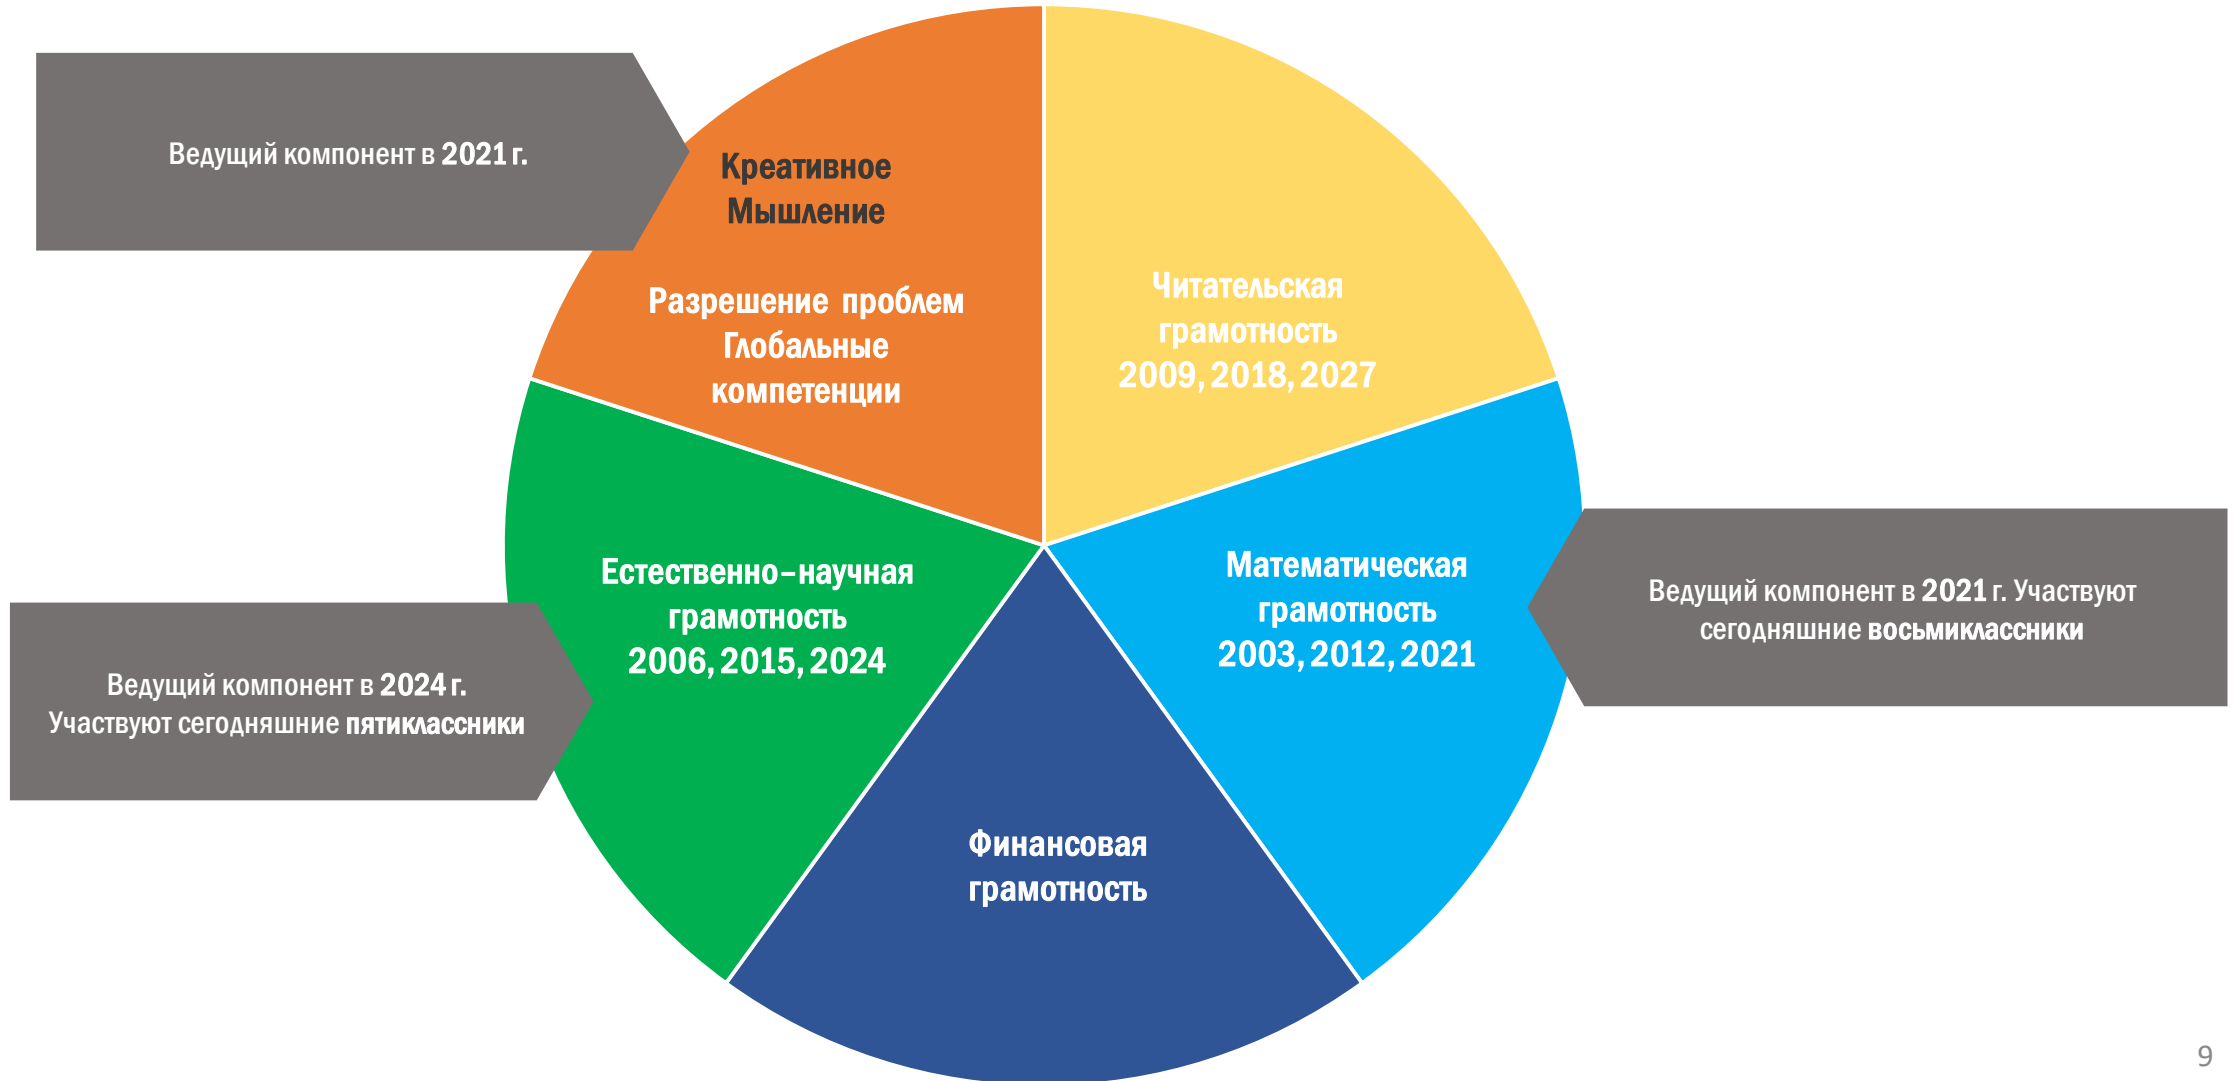 Ведущий компонент в 2021 г.
Креативное
Мышление
Разрешение проблем
Глобальные
компетенции
Читательская
грамотность
2009, 2018, 2027
Естественно-научная
грамотность
2006, 2015, 2024
Математическая
грамотность
2003, 2012, 2021
Ведущий компонент в 2021 г. Участвуют
сегодняшние восьмиклассники
Ведущий компонент в 2024 г.
Участвуют сегодняшние пятиклассники
Финансовая
грамотность
9